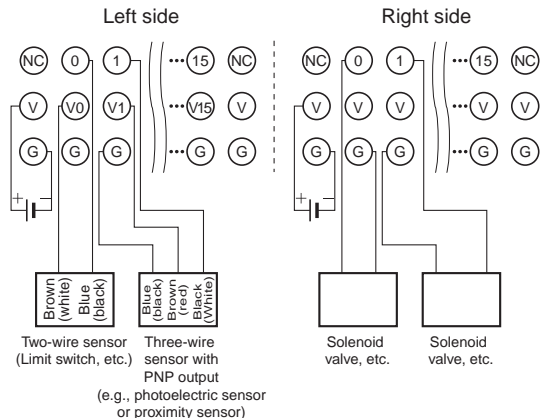 Left side
Right side
NC 0 1 ··· 15 NC
NC 0 1 ··· 15 NC
V V0 V1 ··· V15 V
V V V ··· V V
G G G ··· G G
G G G ··· G G
+ −
+ −
Brown
(white)
Blue
(black)
Blue
(black)
Brown
(red)
Black
(White)
Two-wire sensor
(Limit switch, etc.)
Three-wire
sensor with
PNP output
(e.g., photoelectric sensor
or proximity sensor)
Solenoid
valve, etc.
Solenoid
valve, etc.